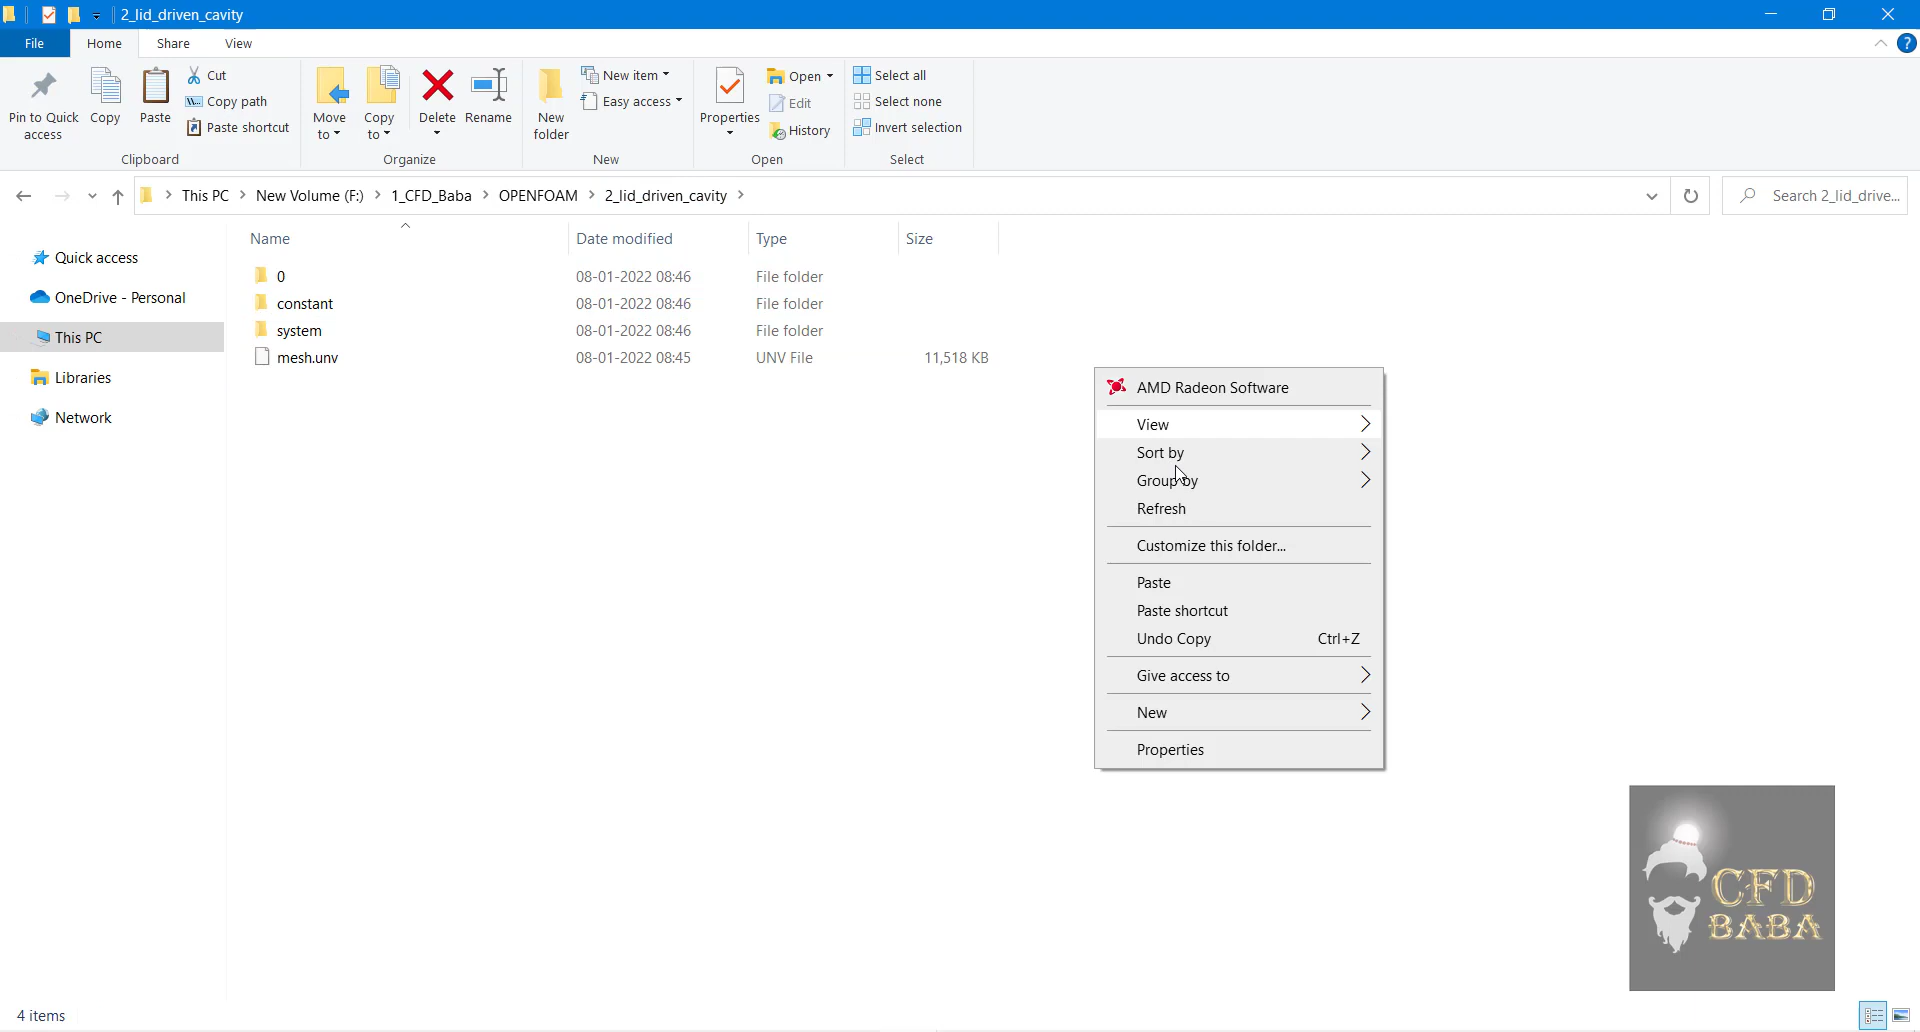 2_lid_driven_cavity
File
Home
Share
View
?
Pin to Quick access
Copy
Paste
Cut
Copy path
Paste shortcut
Clipboard
Move to
Copy to
Delete
Rename
Organize
New folder
New item
Easy access
New
Properties
Open
Edit
History
Open
Select all
Select none
Invert selection
Select
This PC > New Volume (F:) > 1_CFD_Baba > OPENFOAM > 2_lid_driven_cavity >
Search 2_lid_drive...
Quick access
OneDrive - Personal
This PC
Libraries
Network
Name Date modified Type Size
0 08-01-2022 08:46 File folder
constant 08-01-2022 08:46 File folder
system 08-01-2022 08:46 File folder
mesh.unv 08-01-2022 08:45 UNV File 11,518 KB
AMD Radeon Software
View
Sort by
Group by
Refresh
Customize this folder...
Paste
Paste shortcut
Undo Copy Ctrl+Z
Give access to
New
Properties
CFD
BABA
4 items